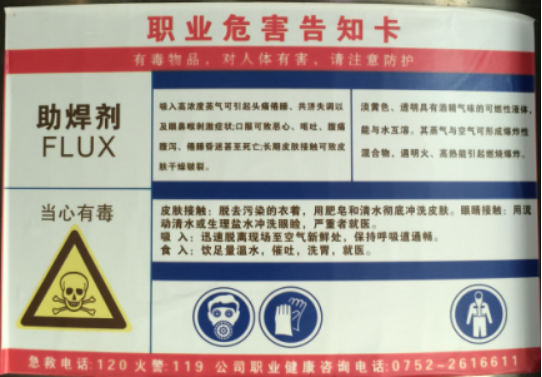 职业危害告知卡
有毒物品，对人体有害，请注意防护
助焊剂
FLUX
吸入高浓度蒸气可引起头痛倦睡、共济失调以
及眼鼻喉刺激症状;口服可致恶心、呕吐、腹痛
腹泻、倦睡昏迷甚至死亡;长期皮肤接触可致皮
肤干燥皲裂。
淡黄色、透明具有酒精气味的可燃性液体，
能与水互溶。其蒸气与空气可形成爆炸性
混合物，遇明火、高热能引起燃烧爆炸。
当心有毒
皮肤接触：脱去污染的衣着，用肥皂和清水彻底冲洗皮肤。眼睛接触：用流
动清水或生理盐水冲洗眼睑，严重者就医。
吸 入：迅速脱离现场至空气新鲜处，保持呼吸道通畅。
食 入：饮足量温水，催吐，洗胃，就医。
急救电话:120 火警:119 公司职业健康咨询电话:0752-2616611